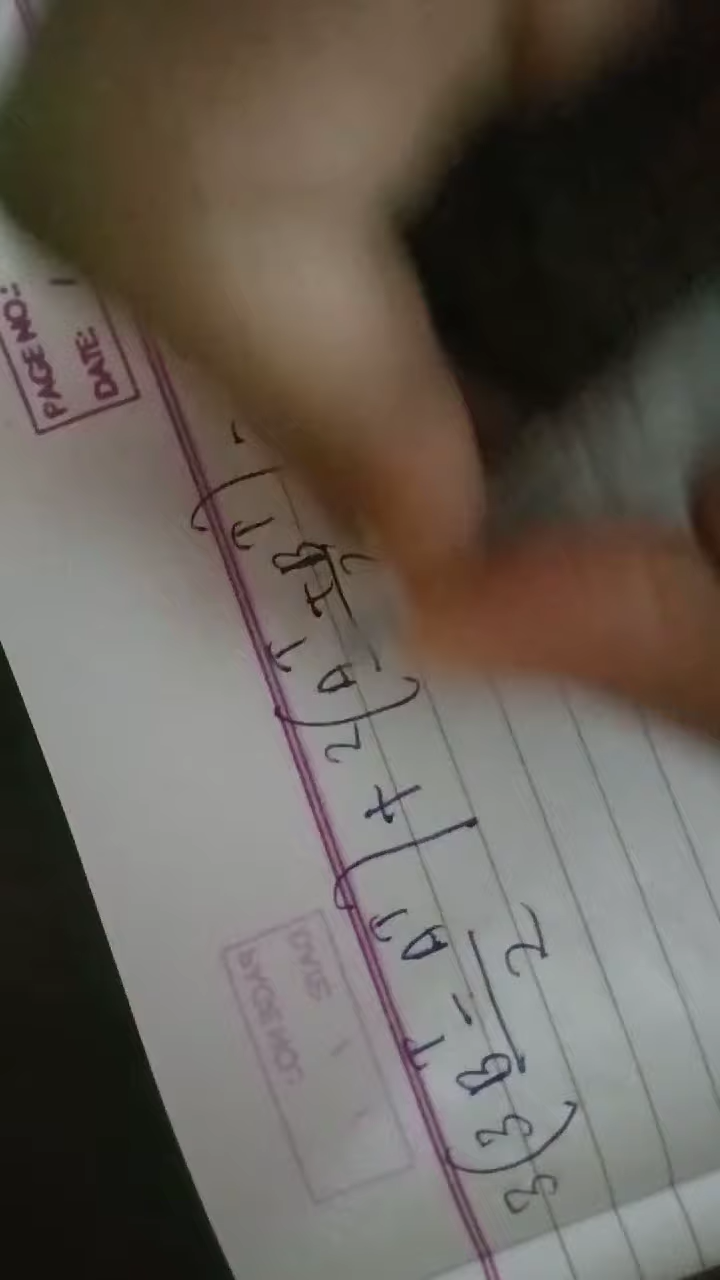 PAGE NO.:
DATE: /
3(3B^T - A^T / 2) + 2(A^T + B^T / 2) -